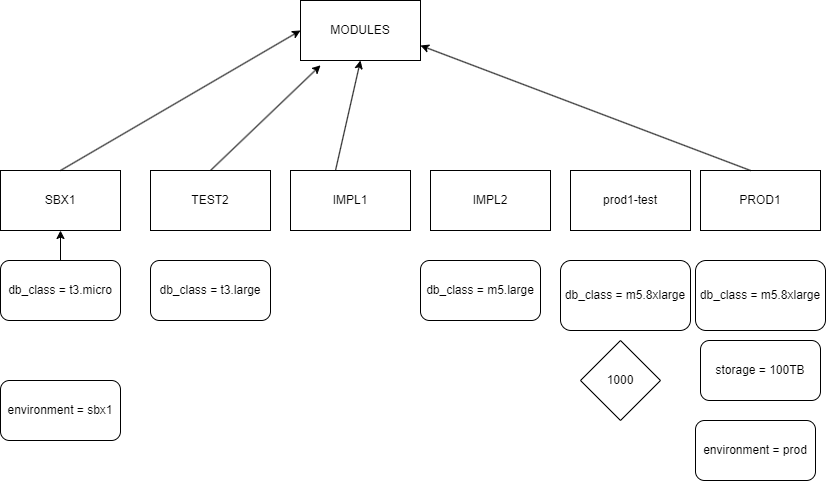 MODULES
SBX1
TEST2
IMPL1
IMPL2
prod1-test
PROD1
db_class = t3.micro
db_class = t3.large
db_class = m5.large
db_class = m5.8xlarge
db_class = m5.8xlarge
1000
storage = 100TB
environment = sbx1
environment = prod